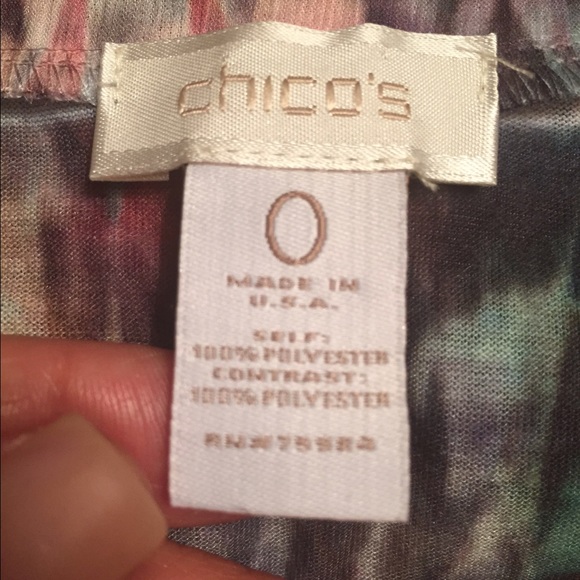 chico's
0
MADE IN
U.S.A.
SELF:
100% POLYESTER
CONTRAST:
100% POLYESTER